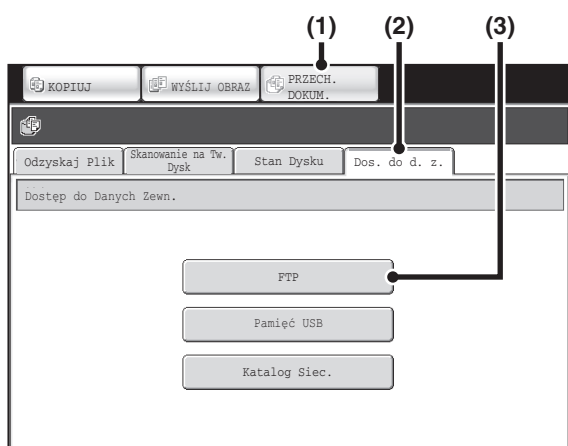 (1) (2) (3)
KOPIUJ WYŚLIJ OBRAZ PRZECH.
DOKUM.
Odzyskaj Plik Skanowanie na Tw.
Dysk Stan Dysku Dos. do d. z.
Dostęp do Danych Zewn.
FTP
Pamięć USB
Katalog Siec.